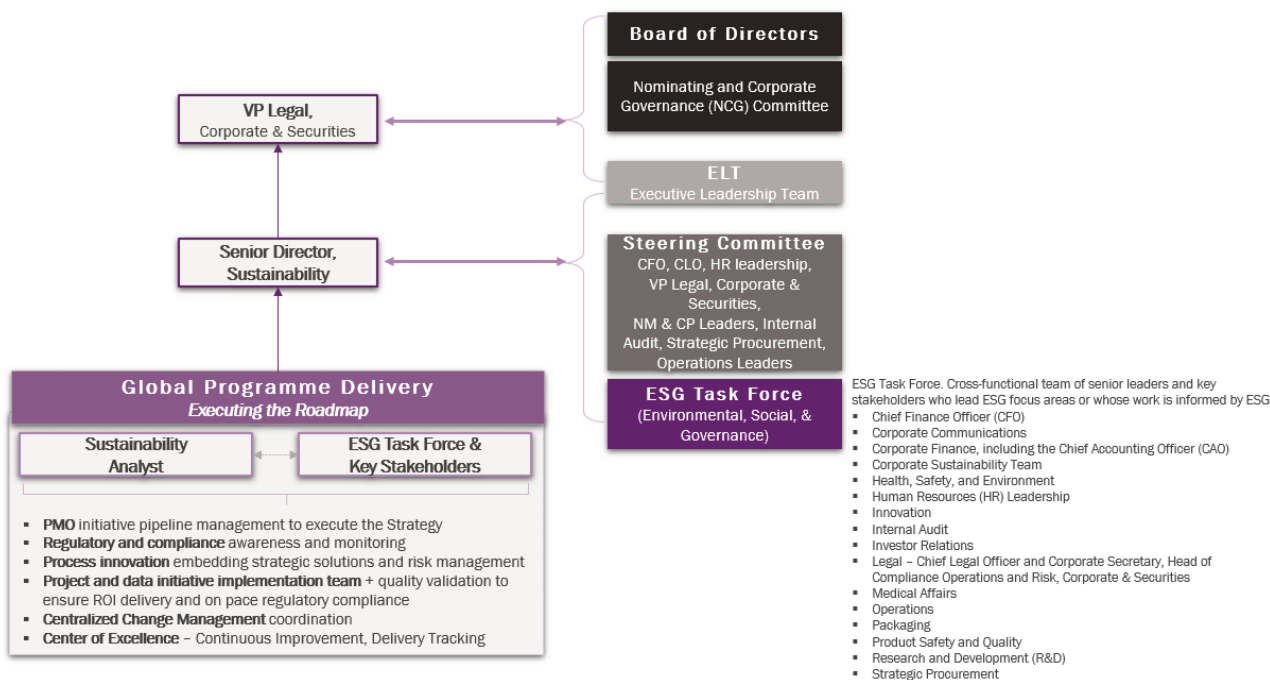 Board of Directors
Nominating and Corporate
Governance (NCG) Committee
VP Legal,
Corporate & Securities
ELT
Executive Leadership Team
Senior Director,
Sustainability
Steering Committee
CFO, CLO, HR leadership,
VP Legal, Corporate &
Securities,
NM & CP Leaders, Internal
Audit, Strategic Procurement,
Operations Leaders
Global Programme Delivery
Executing the Roadmap
Sustainability
Analyst
ESG Task Force &
Key Stakeholders
▪ PMO initiative pipeline management to execute the Strategy
▪ Regulatory and compliance awareness and monitoring
▪ Process innovation embedding strategic solutions and risk management
▪ Project and data initiative implementation team + quality validation to
ensure ROI delivery and on pace regulatory compliance
▪ Centralized Change Management coordination
▪ Center of Excellence – Continuous Improvement, Delivery Tracking
ESG Task Force
(Environmental, Social, &
Governance)
ESG Task Force. Cross-functional team of senior leaders and key
stakeholders who lead ESG focus areas or whose work is informed by ESG
▪ Chief Finance Officer (CFO)
▪ Corporate Communications
▪ Corporate Finance, including the Chief Accounting Officer (CAO)
▪ Corporate Sustainability Team
▪ Health, Safety, and Environment
▪ Human Resources (HR) Leadership
▪ Innovation
▪ Internal Audit
▪ Investor Relations
▪ Legal – Chief Legal Officer and Corporate Secretary, Head of
Compliance Operations and Risk, Corporate & Securities
▪ Medical Affairs
▪ Operations
▪ Packaging
▪ Product Safety and Quality
▪ Research and Development (R&D)
▪ Strategic Procurement